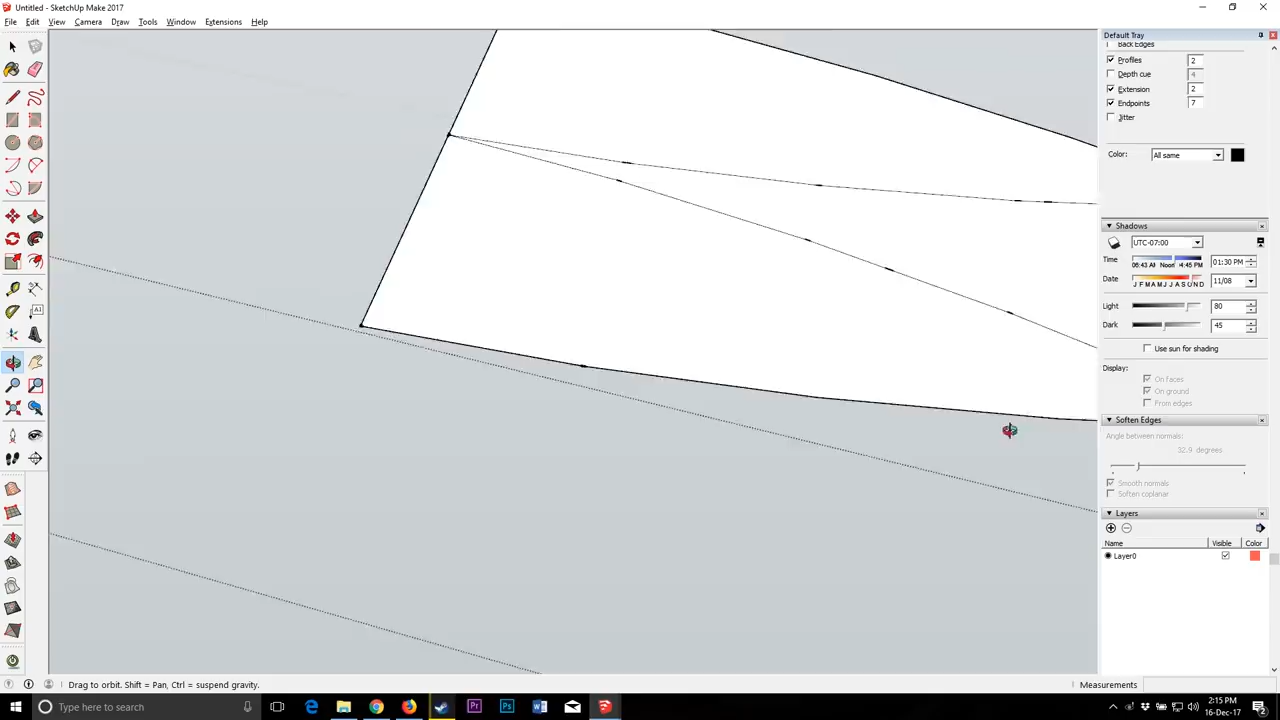 Untitled - SketchUp Make 2017
File Edit View Camera Draw Tools Window Extensions Help
Default Tray
Back Edges
Profiles 2
Depth cue 4
Extension 2
Endpoints 7
Jitter
Color: All same
Shadows
UTC-07:00
Time 06:43 AM Noon 04:45 PM 01:30 PM
Date J F M A M J J A S O N D 11/08
Light 80
Dark 45
Use sun for shading
Display:
On faces
On ground
From edges
Soften Edges
Angle between normals:
32.9 degrees
Smooth normals
Soften coplanar
Layers
Name Visible Color
Layer0
A1
Drag to orbit. Shift = Pan, Ctrl = suspend gravity.
Measurements
Type here to search
Pr
Ps
2:15 PM
16-Dec-17